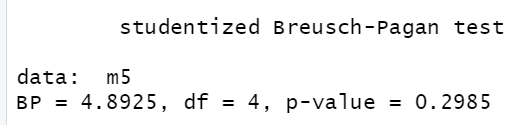 studentized Breusch-Pagan test
data:  m5
BP = 4.8925, df = 4, p-value = 0.2985